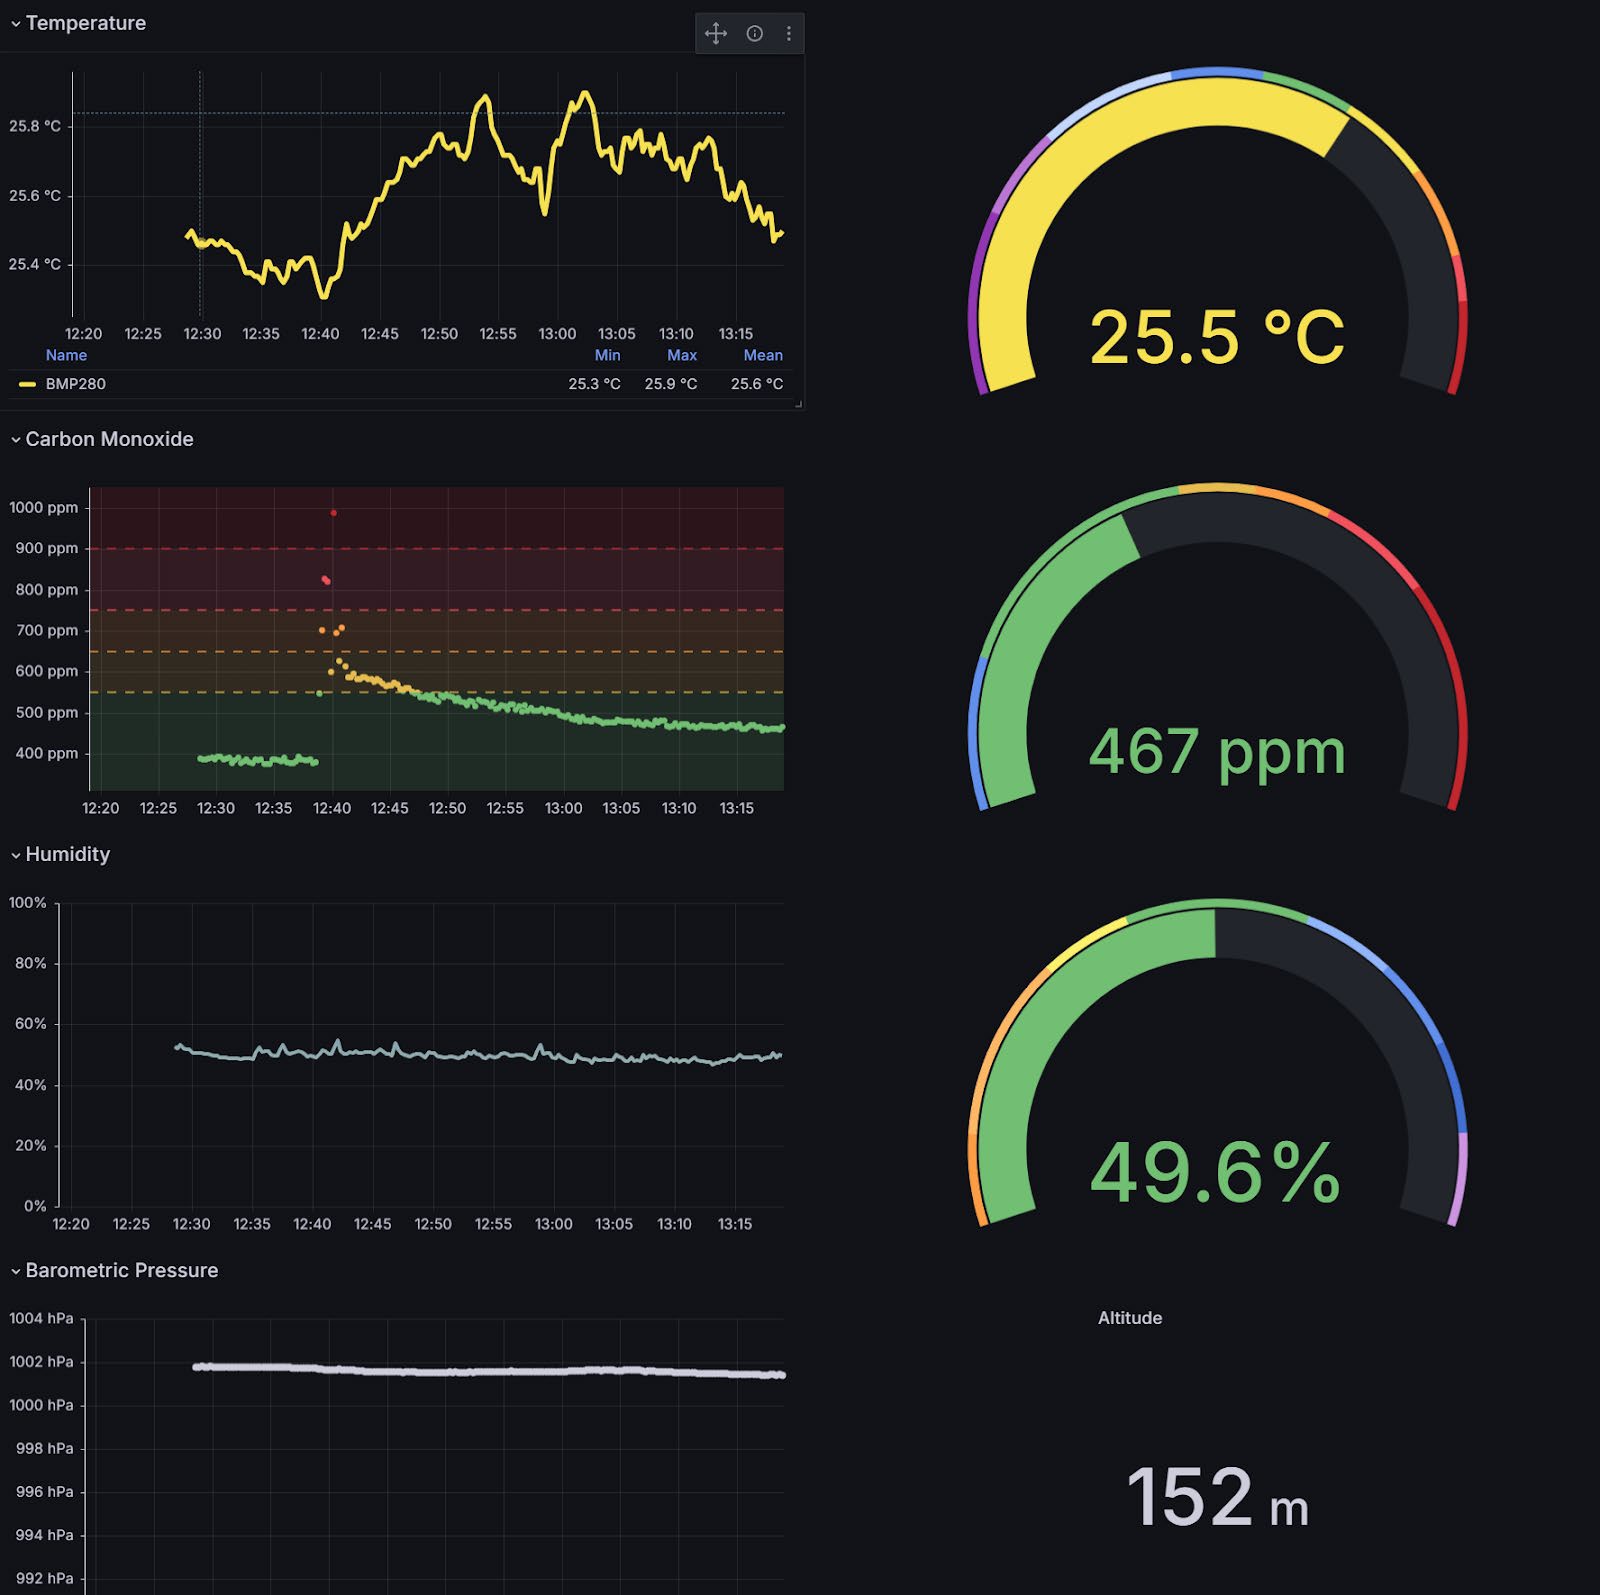 Temperature
25.8 °C
25.6 °C
25.4 °C
12:20 12:25 12:30 12:35 12:40 12:45 12:50 12:55 13:00 13:05 13:10 13:15
Name Min Max Mean
BMP280 25.3 °C 25.9 °C 25.6 °C
25.5 °C
Carbon Monoxide
1000 ppm
900 ppm
800 ppm
700 ppm
600 ppm
500 ppm
400 ppm
12:20 12:25 12:30 12:35 12:40 12:45 12:50 12:55 13:00 13:05 13:10 13:15
467 ppm
Humidity
100%
80%
60%
40%
20%
0%
12:20 12:25 12:30 12:35 12:40 12:45 12:50 12:55 13:00 13:05 13:10 13:15
49.6%
Barometric Pressure
1004 hPa
1002 hPa
1000 hPa
998 hPa
996 hPa
994 hPa
992 hPa
Altitude
152 m